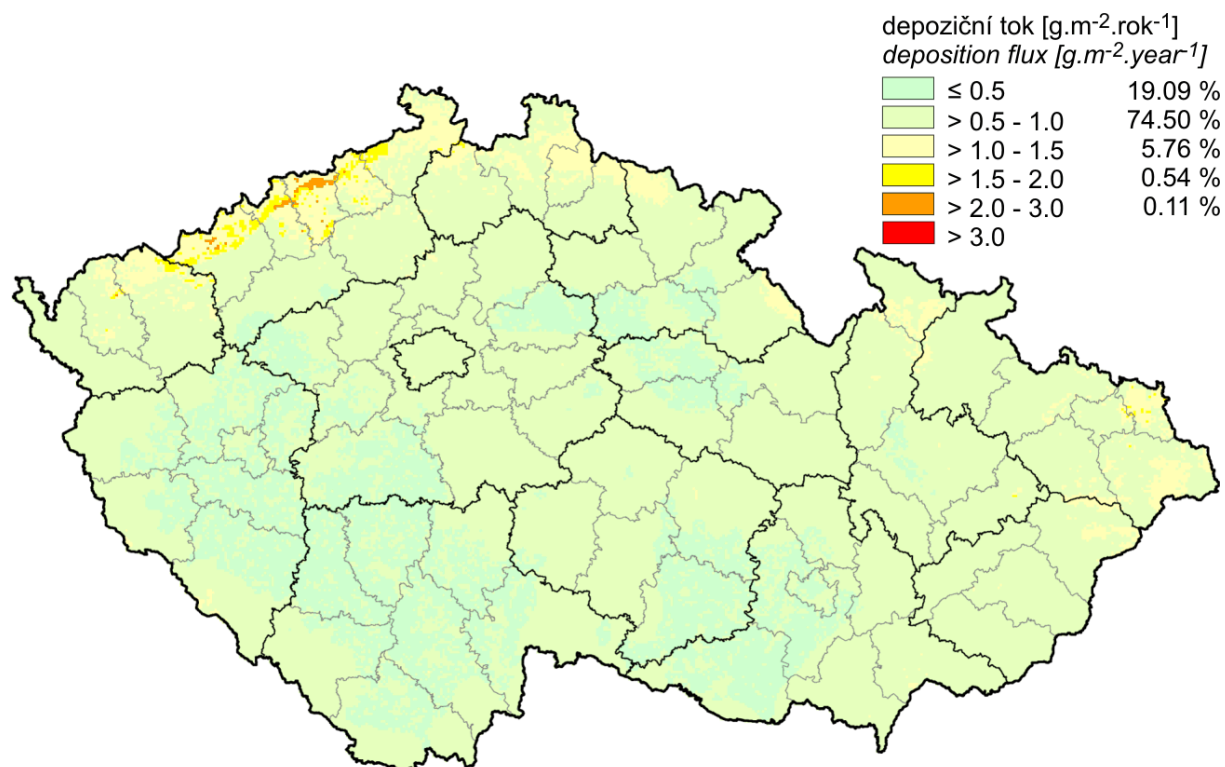 depoziční tok [g.m-2.rok-1]
deposition flux [g.m-2.year-1]
≤ 0.5 19.09 %
> 0.5 - 1.0 74.50 %
> 1.0 - 1.5 5.76 %
> 1.5 - 2.0 0.54 %
> 2.0 - 3.0 0.11 %
> 3.0